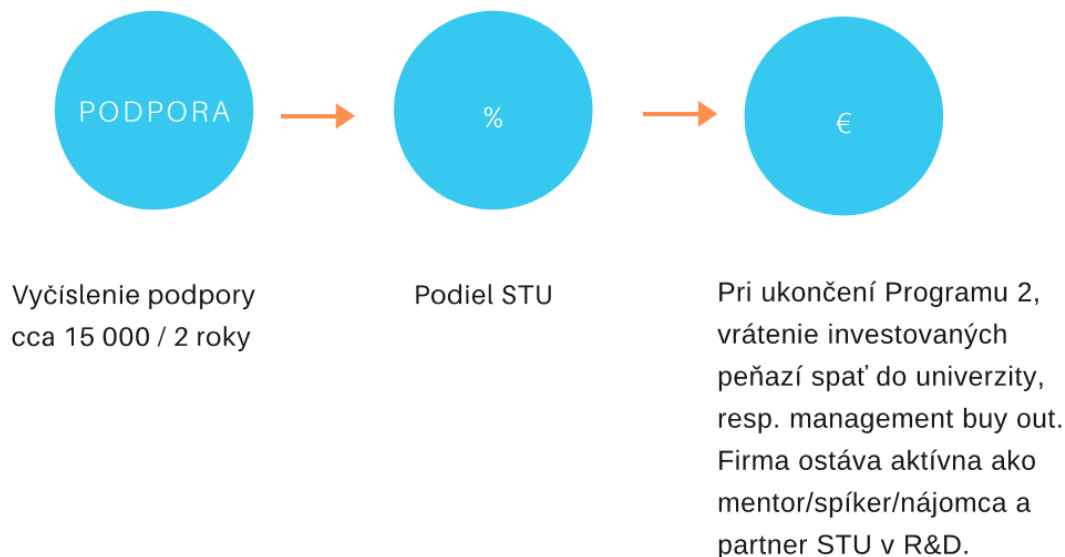 PODPORA
%
€
Vyčíslenie podpory
cca 15 000 / 2 roky
Podiel STU
Pri ukončení Programu 2,
vrátenie investovaných
peňazí spať do univerzity,
resp. management buy out.
Firma ostáva aktívna ako
mentor/spíker/nájomca a
partner STU v R&D.